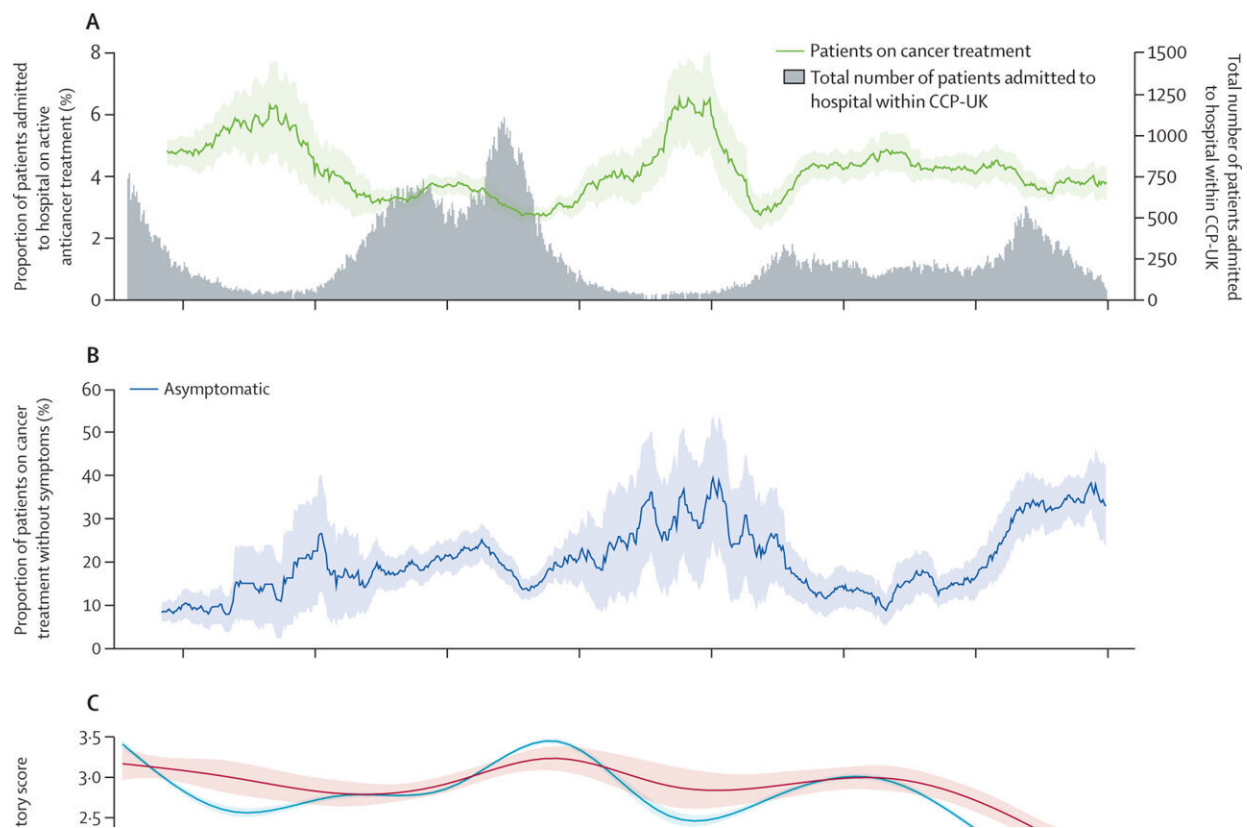 A
Proportion of patients admitted
to hospital on active
anticancer treatment (%)
8
6
4
2
0
Patients on cancer treatment
Total number of patients admitted to
hospital within CCP-UK
1500
1250
1000
750
500
250
0
Total number of patients admitted
to hospital within CCP-UK
B
Proportion of patients on cancer
treatment without symptoms (%)
60
50
40
30
20
10
0
Asymptomatic
C
tory score
3·5
3·0
2·5